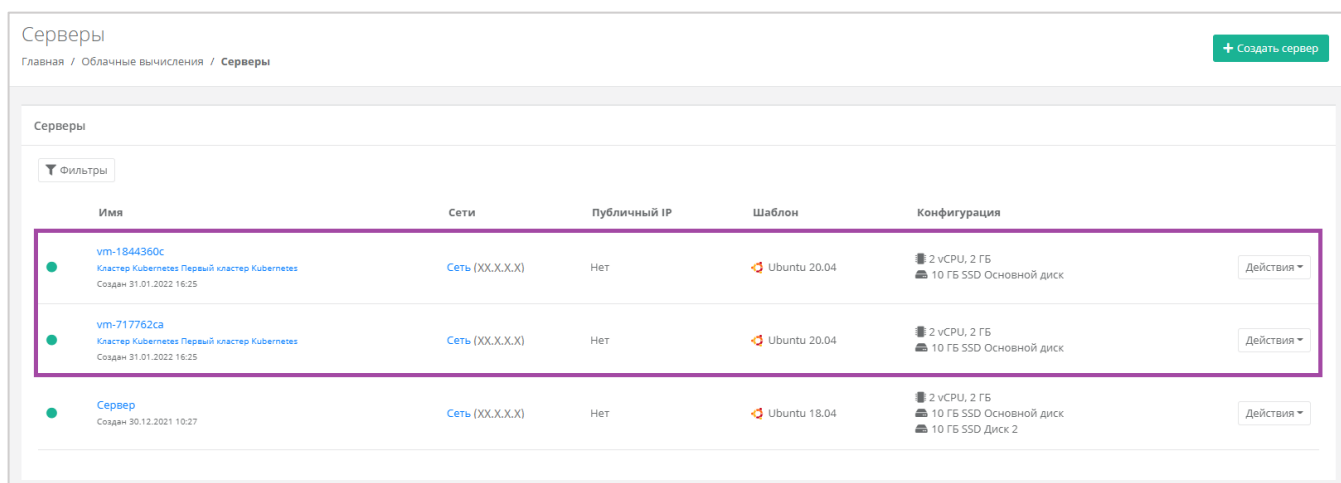 Серверы
Главная / Облачные вычисления / Серверы
+ Создать сервер
Серверы
Фильтры
Имя Сети Публичный IP Шаблон Конфигурация
vm-1844360c
Кластер Kubernetes Первый кластер Kubernetes
Создан 31.01.2022 16:25
Сеть (XX.X.X.X)
Нет
Ubuntu 20.04
2 vCPU, 2 ГБ
10 ГБ SSD Основной диск
Действия
vm-717762ca
Кластер Kubernetes Первый кластер Kubernetes
Создан 31.01.2022 16:25
Сеть (XX.X.X.X)
Нет
Ubuntu 20.04
2 vCPU, 2 ГБ
10 ГБ SSD Основной диск
Действия
Сервер
Создан 30.12.2021 10:27
Сеть (XX.X.X.X)
Нет
Ubuntu 18.04
2 vCPU, 2 ГБ
10 ГБ SSD Основной диск
10 ГБ SSD Диск 2
Действия